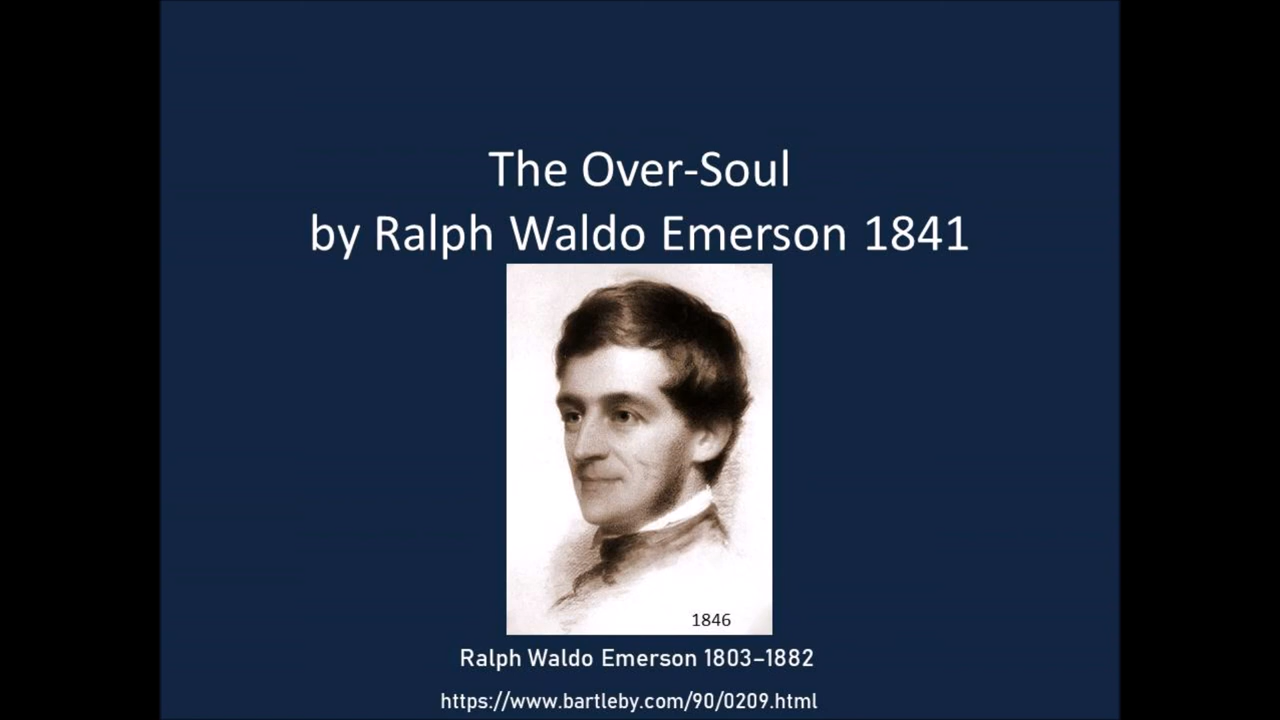 The Over-Soul
by Ralph Waldo Emerson 1841
1846
Ralph Waldo Emerson 1803–1882
https://www.bartleby.com/90/0209.html